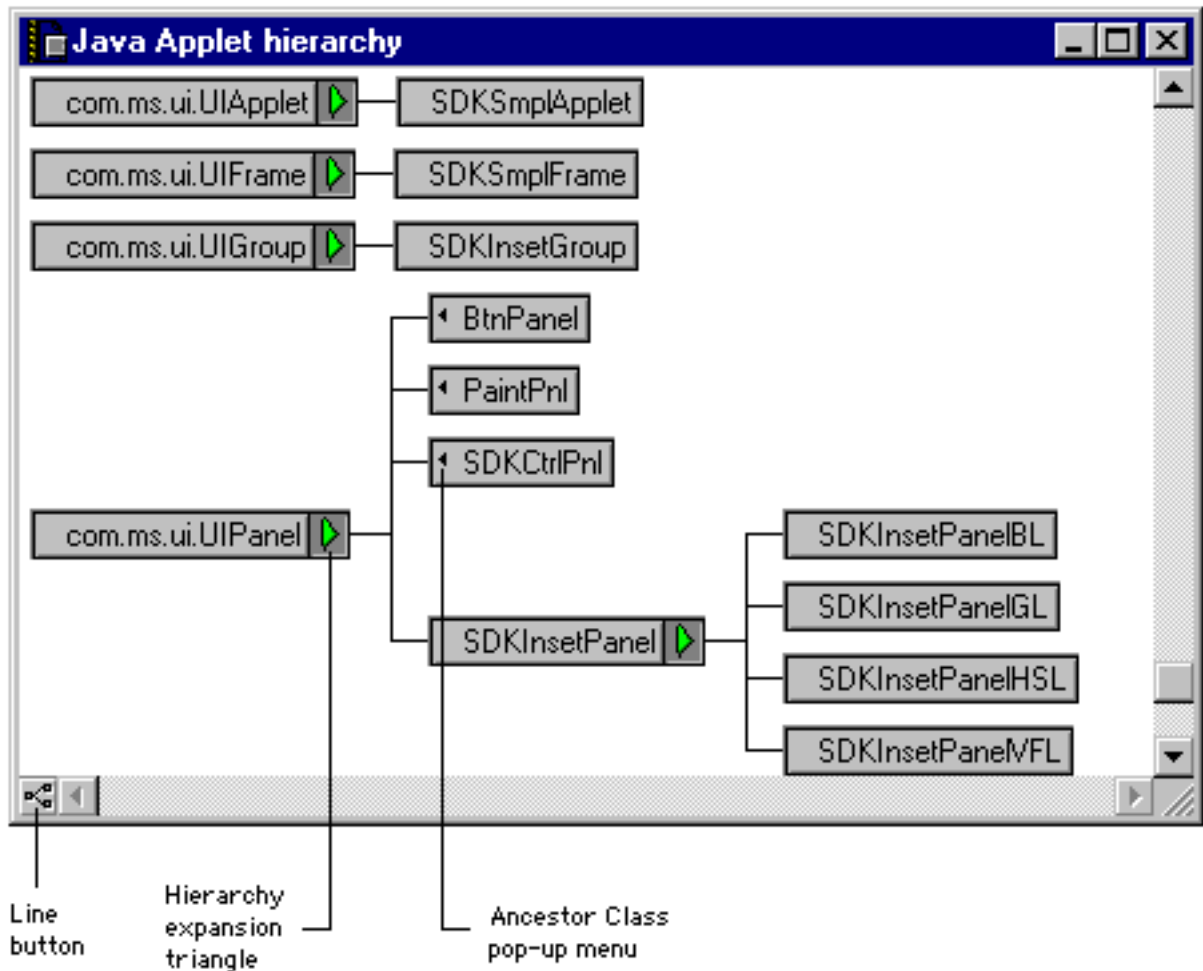 Java Applet hierarchy
com.ms.ui.UIApplet
SDKSmplApplet
com.ms.ui.UIFrame
SDKSmplFrame
com.ms.ui.UIGroup
SDKInsetGroup
BtnPanel
PaintPnl
SDKCtrlPnl
com.ms.ui.UIPanel
SDKInsetPanelBL
SDKInsetPanelGL
SDKInsetPanel
SDKInsetPanelHSL
SDKInsetPanelVFL
Line
button
Hierarchy
expansion
triangle
Ancestor Class
pop-up menu